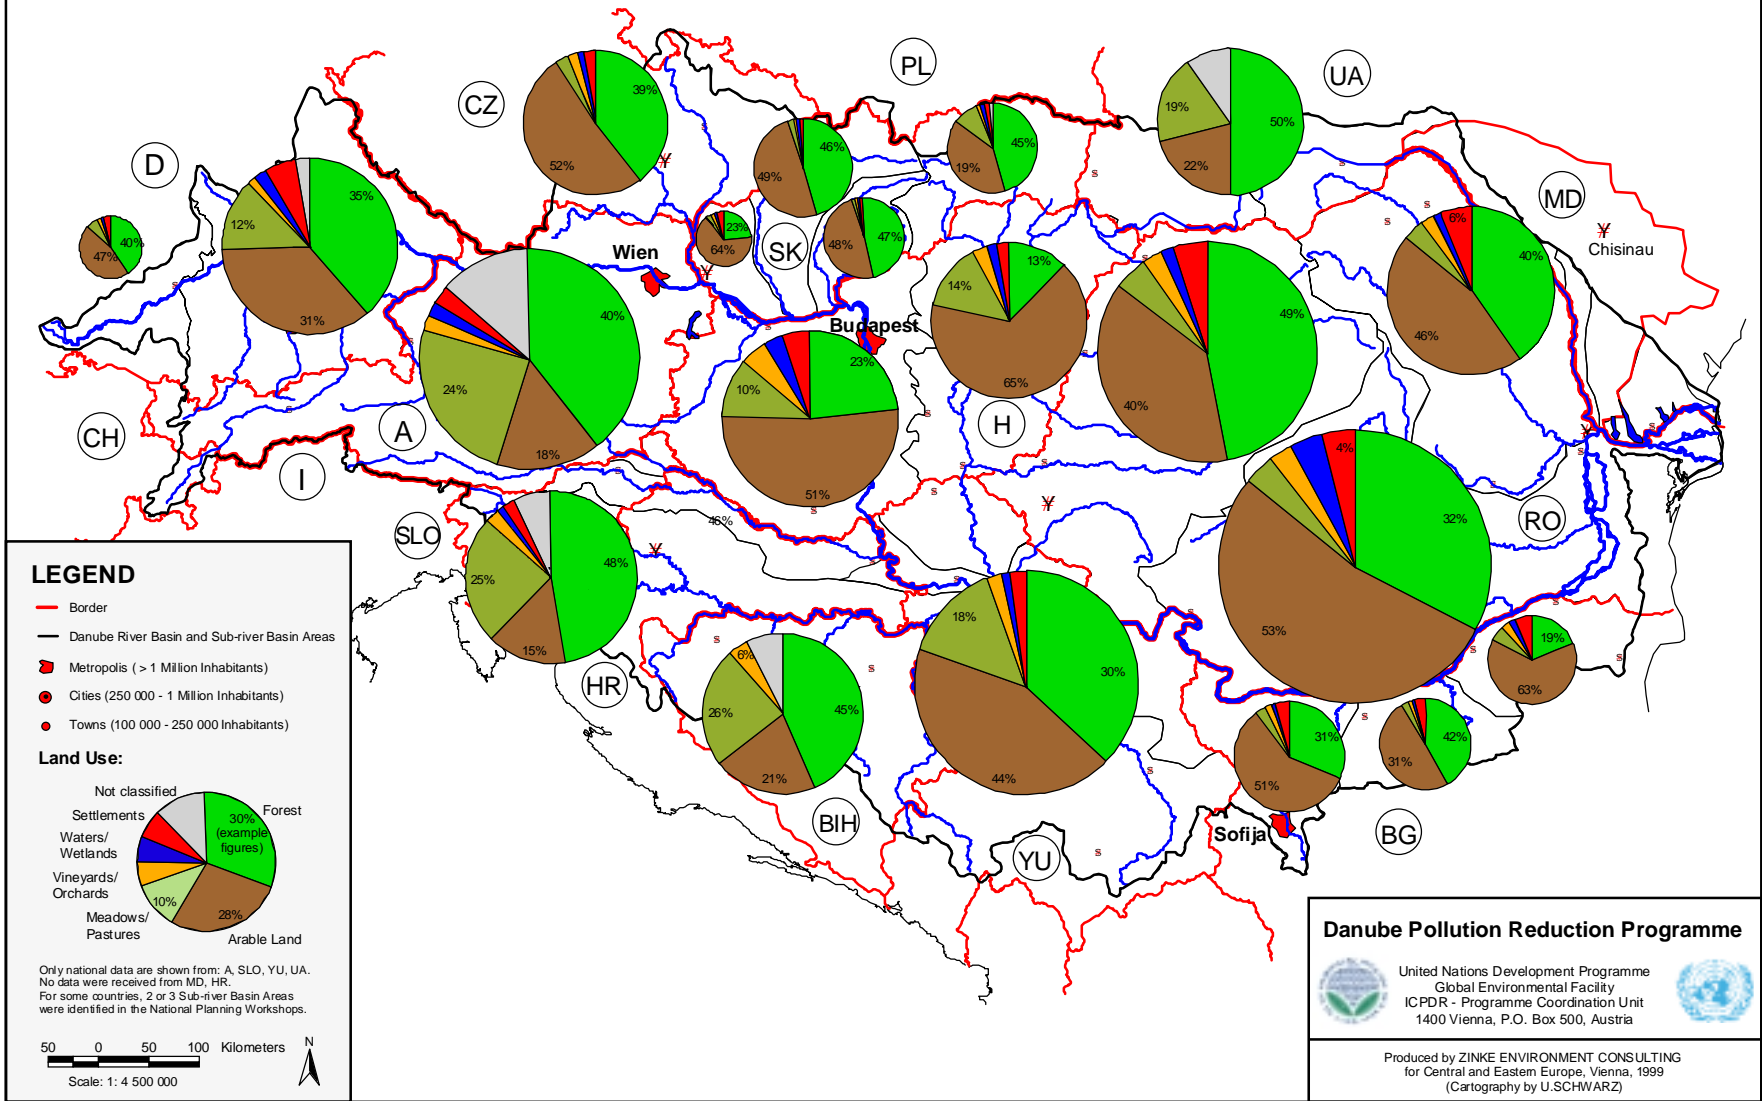 PL
UA
CZ
39%
52%
46%
49%
45%
19%
19%
50%
22%
D
35%
12%
31%
40%
47%
MD
Chisinau
6%
40%
46%
23%
64%
SK
47%
48%
Wien
Budapest
13%
14%
65%
49%
40%
40%
24%
18%
23%
10%
51%
CH
A
I
H
4%
32%
53%
RO
SLO
46%
48%
25%
15%
HR
18%
30%
44%
6%
45%
26%
21%
BIH
YU
19%
63%
31%
51%
42%
31%
Sofija
BG
LEGEND
Border
Danube River Basin and Sub-river Basin Areas
Metropolis ( > 1 Million Inhabitants)
Cities (250 000 - 1 Million Inhabitants)
Towns (100 000 - 250 000 Inhabitants)
Land Use:
Not classified
Settlements
Waters/
Wetlands
Vineyards/
Orchards
Meadows/
Pastures
Forest
30%
(example
figures)
10%
28%
Arable Land
Only national data are shown from: A, SLO, YU, UA.
No data were received from MD, HR.
For some countries, 2 or 3 Sub-river Basin Areas
were identified in the National Planning Workshops.
50 0 50 100 Kilometers
N
Scale: 1: 4 500 000
Danube Pollution Reduction Programme
United Nations Development Programme
Global Environmental Facility
ICPDR - Programme Coordination Unit
1400 Vienna, P.O. Box 500, Austria
Produced by ZINKE ENVIRONMENT CONSULTING
for Central and Eastern Europe, Vienna, 1999
(Cartography by U.SCHWARZ)